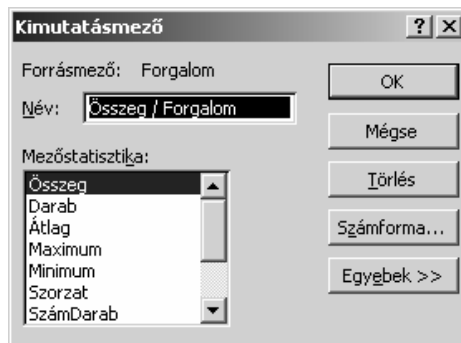 Kimutatásmező
Forrásmező: Forgalom
Név: Összeg / Forgalom
Mezőstatisztika:
Összeg
Darab
Átlag
Maximum
Minimum
Szorzat
SzámDarab
OK
Mégse
Törlés
Számforma...
Egyebek >>